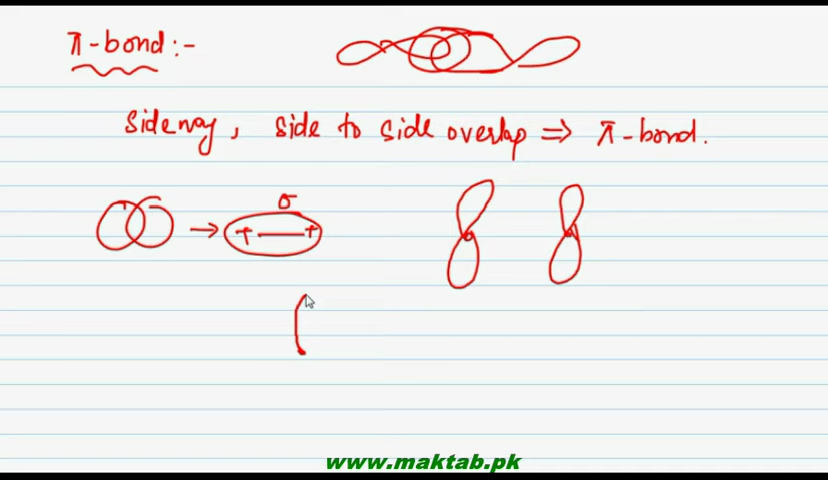 π-bond:-
Sideway, side to side overlap ⇒ π-bond.
→ σ
+ — +
www.maktab.pk